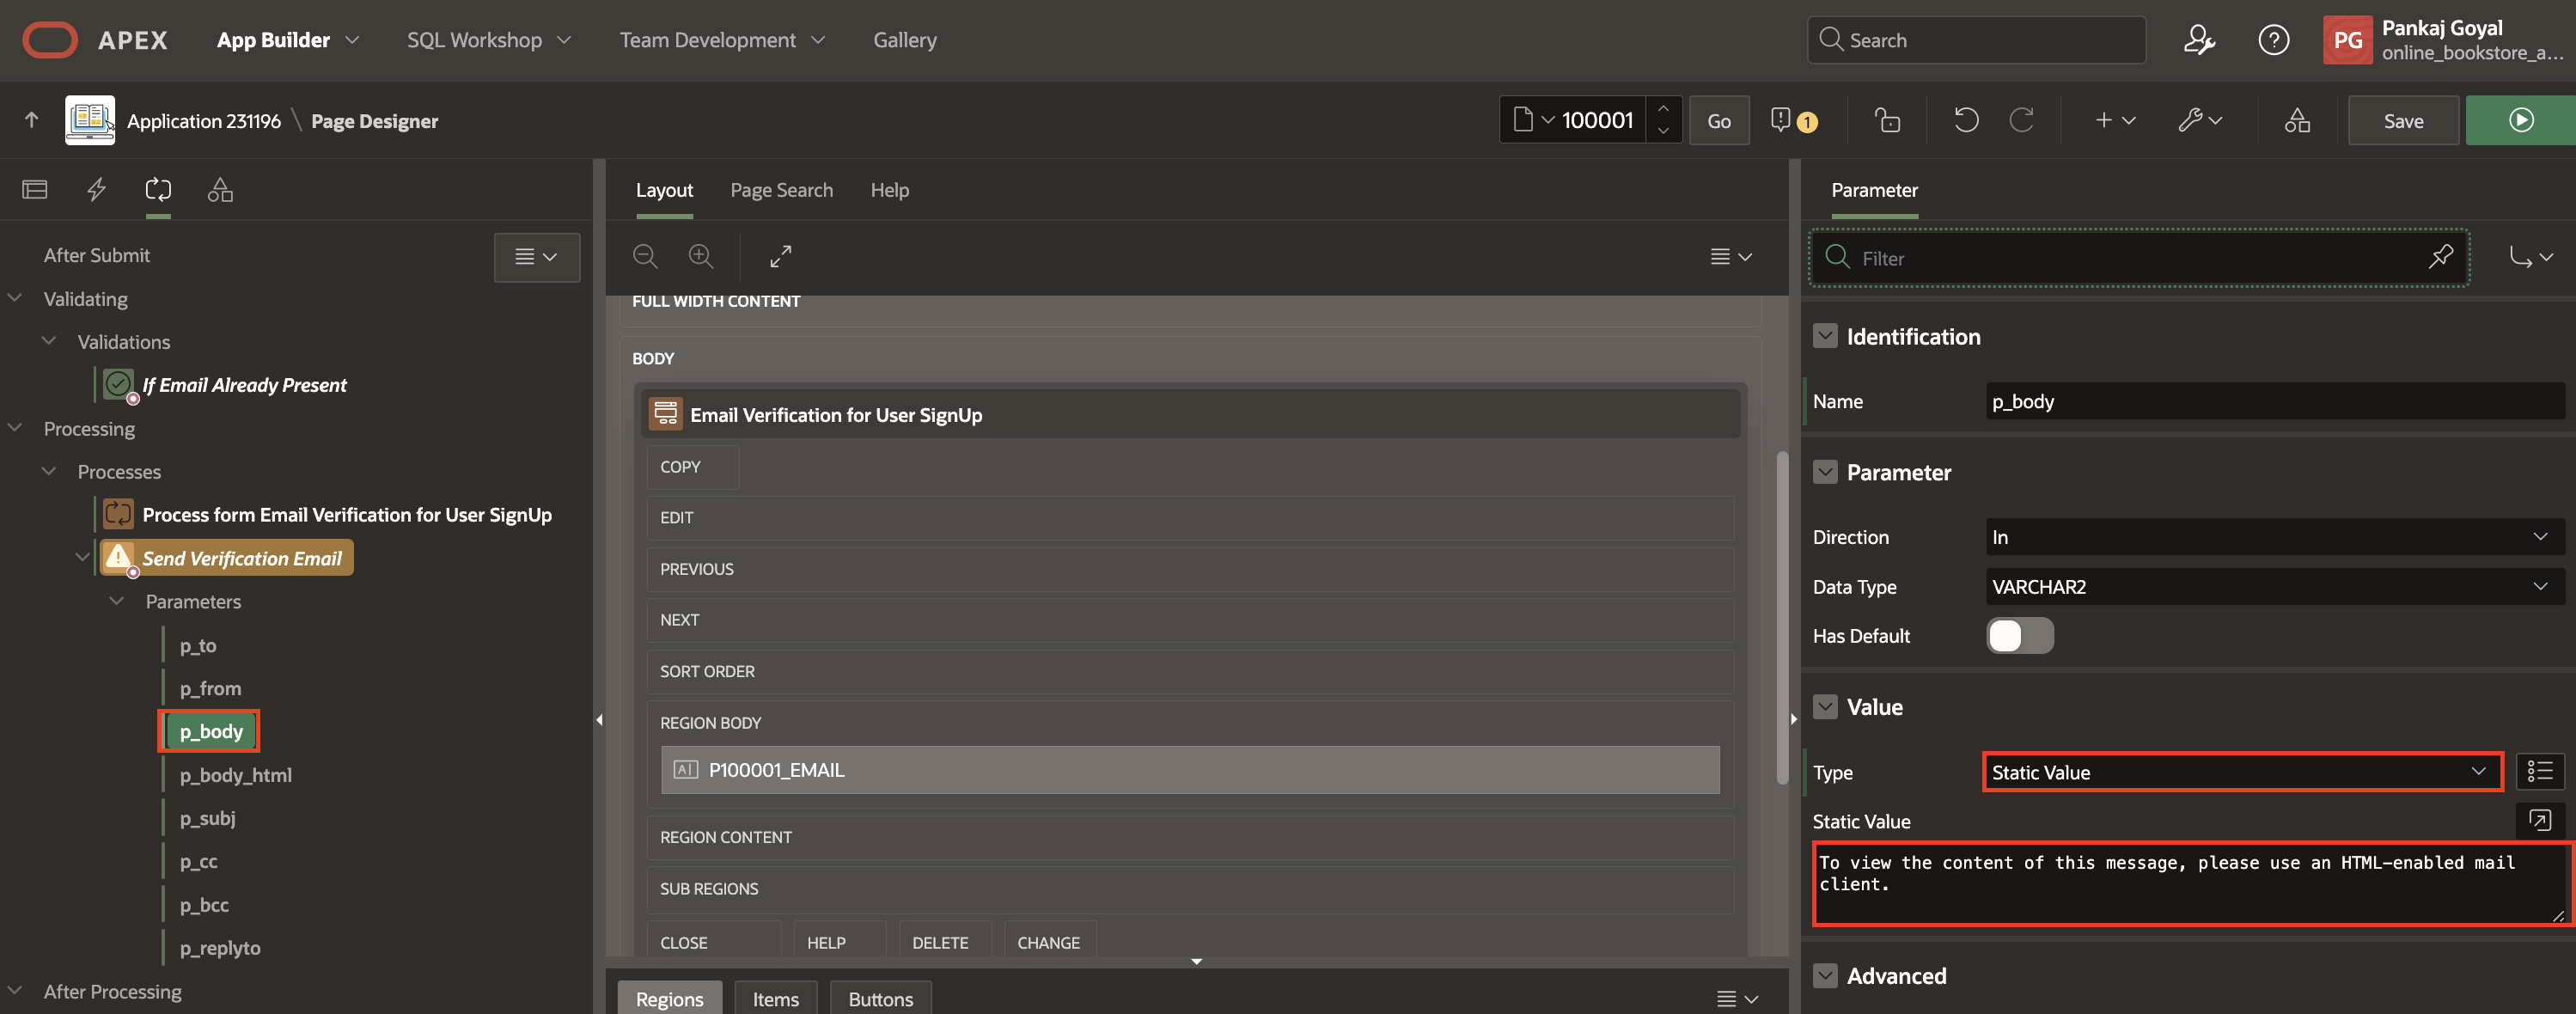 APEX
App Builder
SQL Workshop
Team Development
Gallery
Search
PG
Pankaj Goyal
online_bookstore_a...
Application 231196 \ Page Designer
100001
Go
1
Save
After Submit
Validating
Validations
If Email Already Present
Processing
Processes
Process form Email Verification for User SignUp
Send Verification Email
Parameters
p_to
p_from
p_body
p_body_html
p_subj
p_cc
p_bcc
p_replyto
After Processing
Layout
Page Search
Help
FULL WIDTH CONTENT
BODY
Email Verification for User SignUp
COPY
EDIT
PREVIOUS
NEXT
SORT ORDER
REGION BODY
P100001_EMAIL
REGION CONTENT
SUB REGIONS
CLOSE
HELP
DELETE
CHANGE
Regions
Items
Buttons
Parameter
Filter
Identification
Name
p_body
Parameter
Direction
In
Data Type
VARCHAR2
Has Default
Value
Type
Static Value
Static Value
To view the content of this message, please use an HTML-enabled mail
client.
Advanced